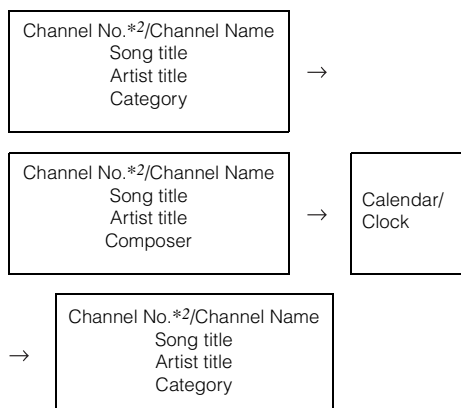 Channel No.*2/Channel Name
Song title
Artist title
Category
→
Channel No.*2/Channel Name
Song title
Artist title
Composer
→
Calendar/
Clock
→
Channel No.*2/Channel Name
Song title
Artist title
Category